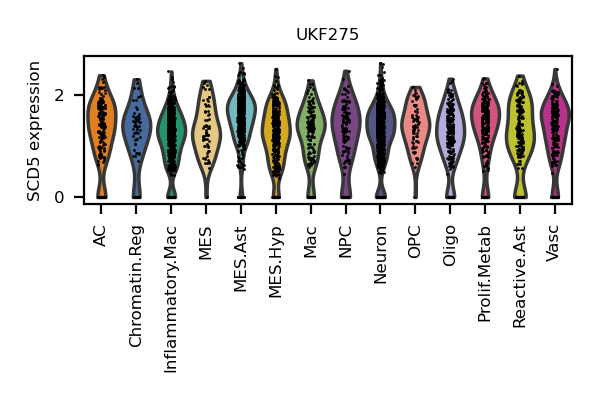 UKF275
SCD5 expression
2
0
AC
Chromatin.Reg
Inflammatory.Mac
MES
MES.Ast
MES.Hyp
Mac
NPC
Neuron
OPC
Oligo
Prolif.Metab
Reactive.Ast
Vasc